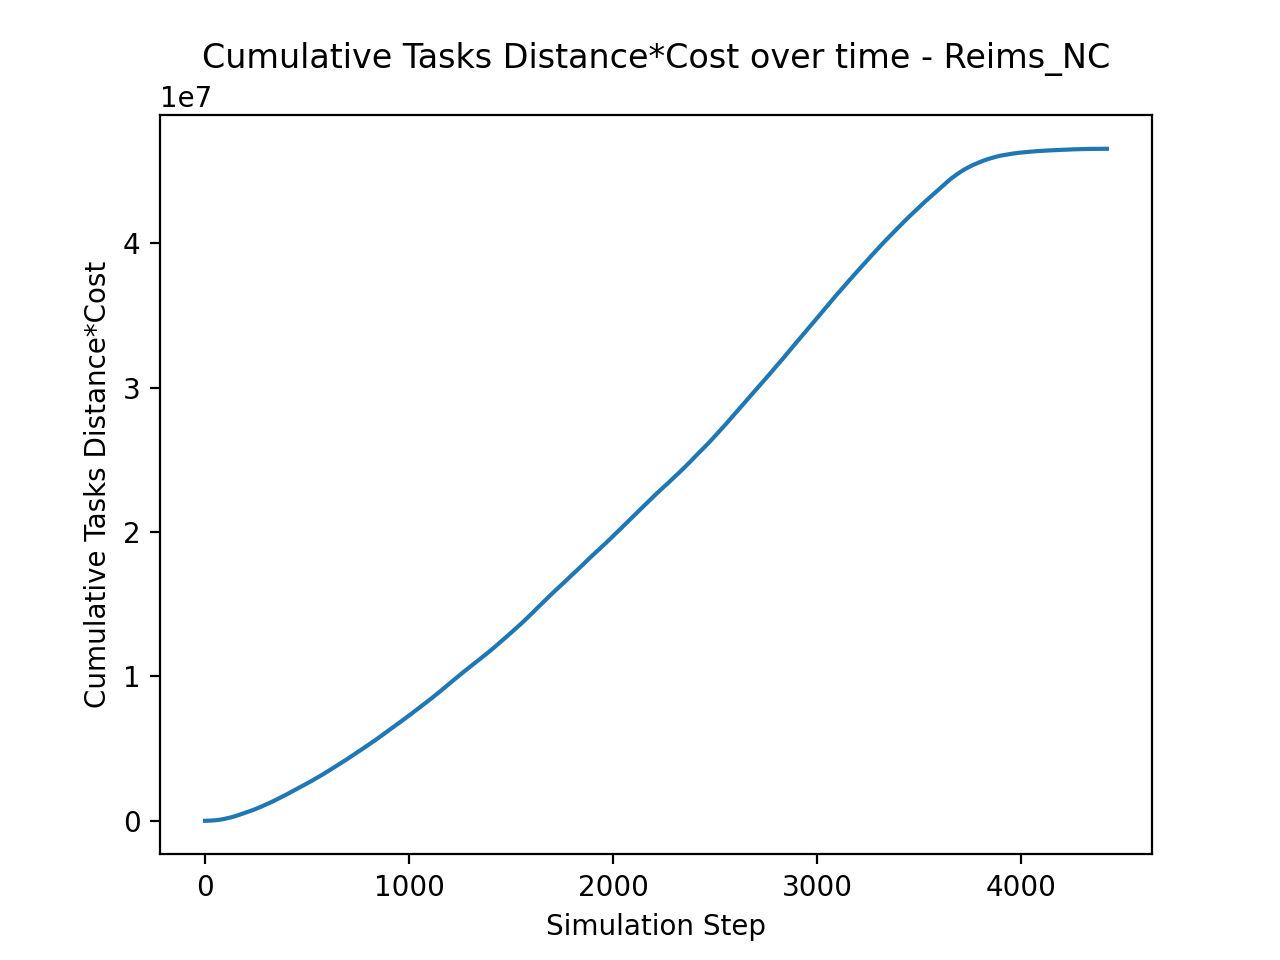 Cumulative Tasks Distance*Cost over time - Reims_NC
1e7
4
3
2
1
0
Cumulative Tasks Distance*Cost
0 1000 2000 3000 4000
Simulation Step